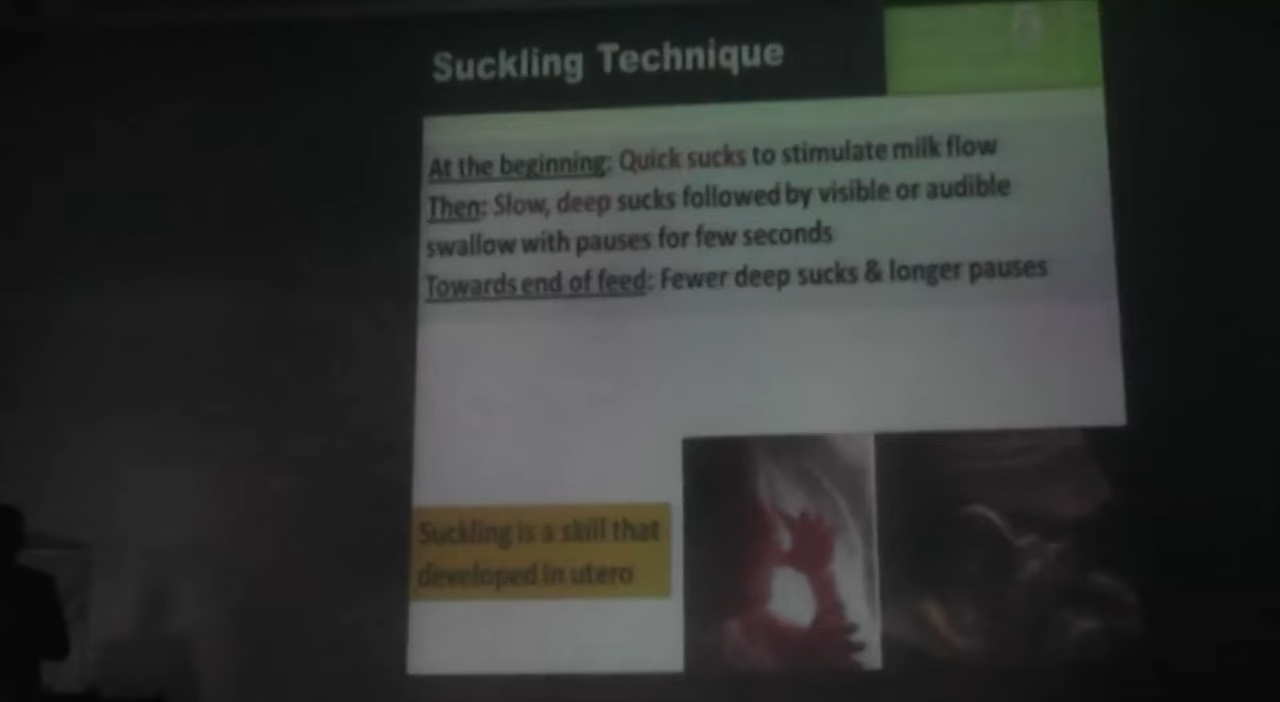 Suckling Technique
At the beginning: Quick sucks to stimulate milk flow
Then: Slow, deep sucks followed by visible or audible
swallow with pauses for few seconds
Towards end of feed: Fewer deep sucks & longer pauses
Suckling is a skill that
developed in utero